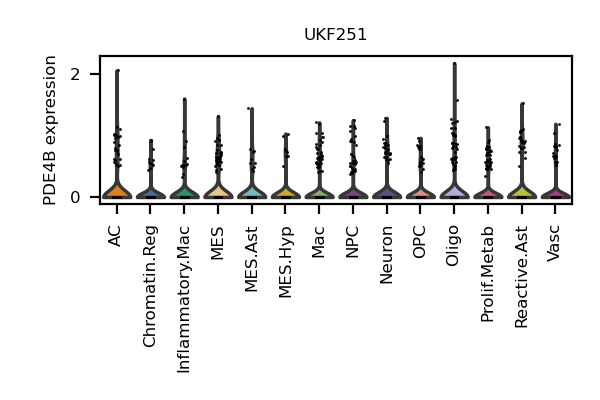 UKF251
PDE4B expression
2
0
AC
Chromatin.Reg
Inflammatory.Mac
MES
MES.Ast
MES.Hyp
Mac
NPC
Neuron
OPC
Oligo
Prolif.Metab
Reactive.Ast
Vasc